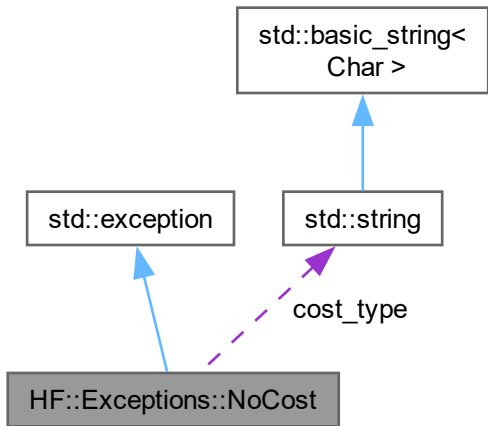 std::basic_string<
Char >
std::exception
std::string
cost_type
HF::Exceptions::NoCost